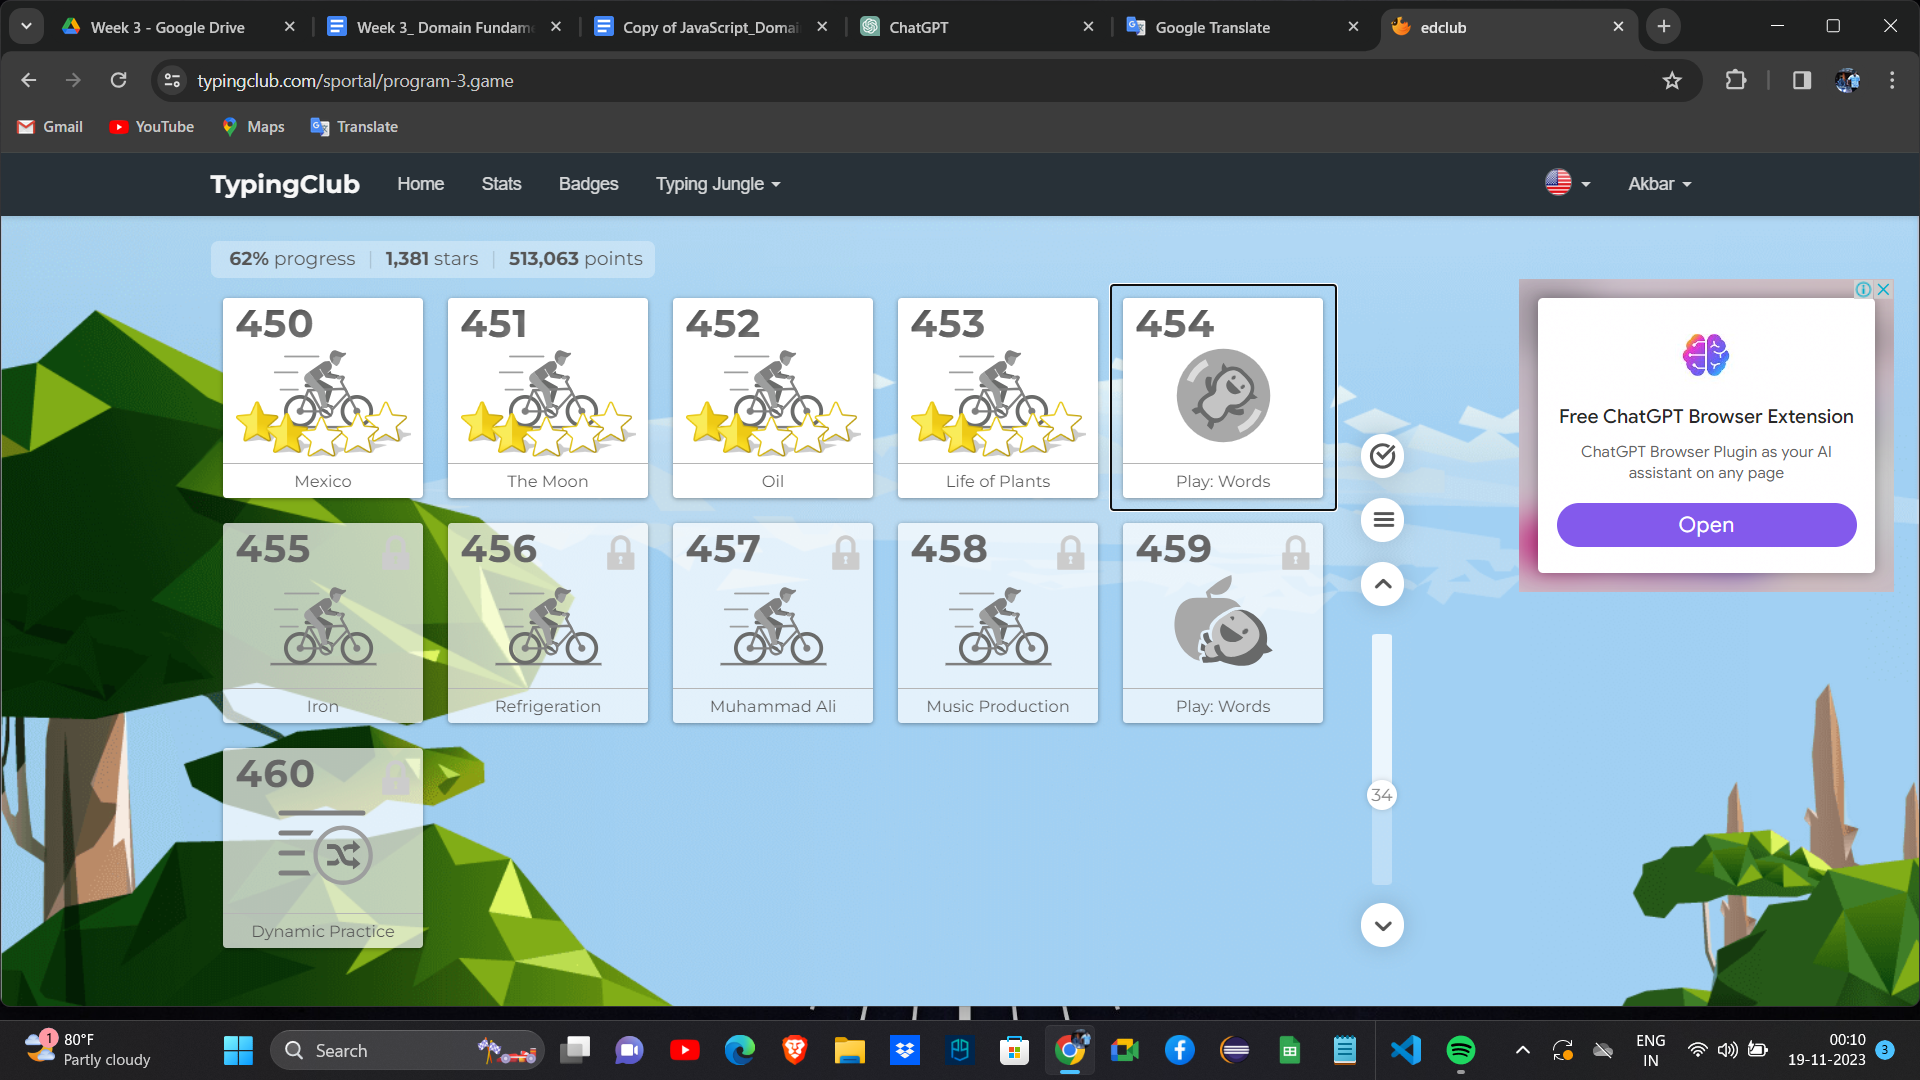 Week 3 - Google Drive
Week 3_ Domain Fundame
Copy of JavaScript_Domai
ChatGPT
Google Translate
edclub
typingclub.com/sportal/program-3.game
Gmail
YouTube
Maps
Translate
TypingClub
Home
Stats
Badges
Typing Jungle
Akbar
62% progress
1,381 stars
513,063 points
450
451
452
453
454
Mexico
The Moon
Oil
Life of Plants
Play: Words
Free ChatGPT Browser Extension
ChatGPT Browser Plugin as your AI
assistant on any page
Open
455
456
457
458
459
Iron
Refrigeration
Muhammad Ali
Music Production
Play: Words
460
Dynamic Practice
34
1
80°F
Partly cloudy
Search
ENG
IN
00:10
19-11-2023
3